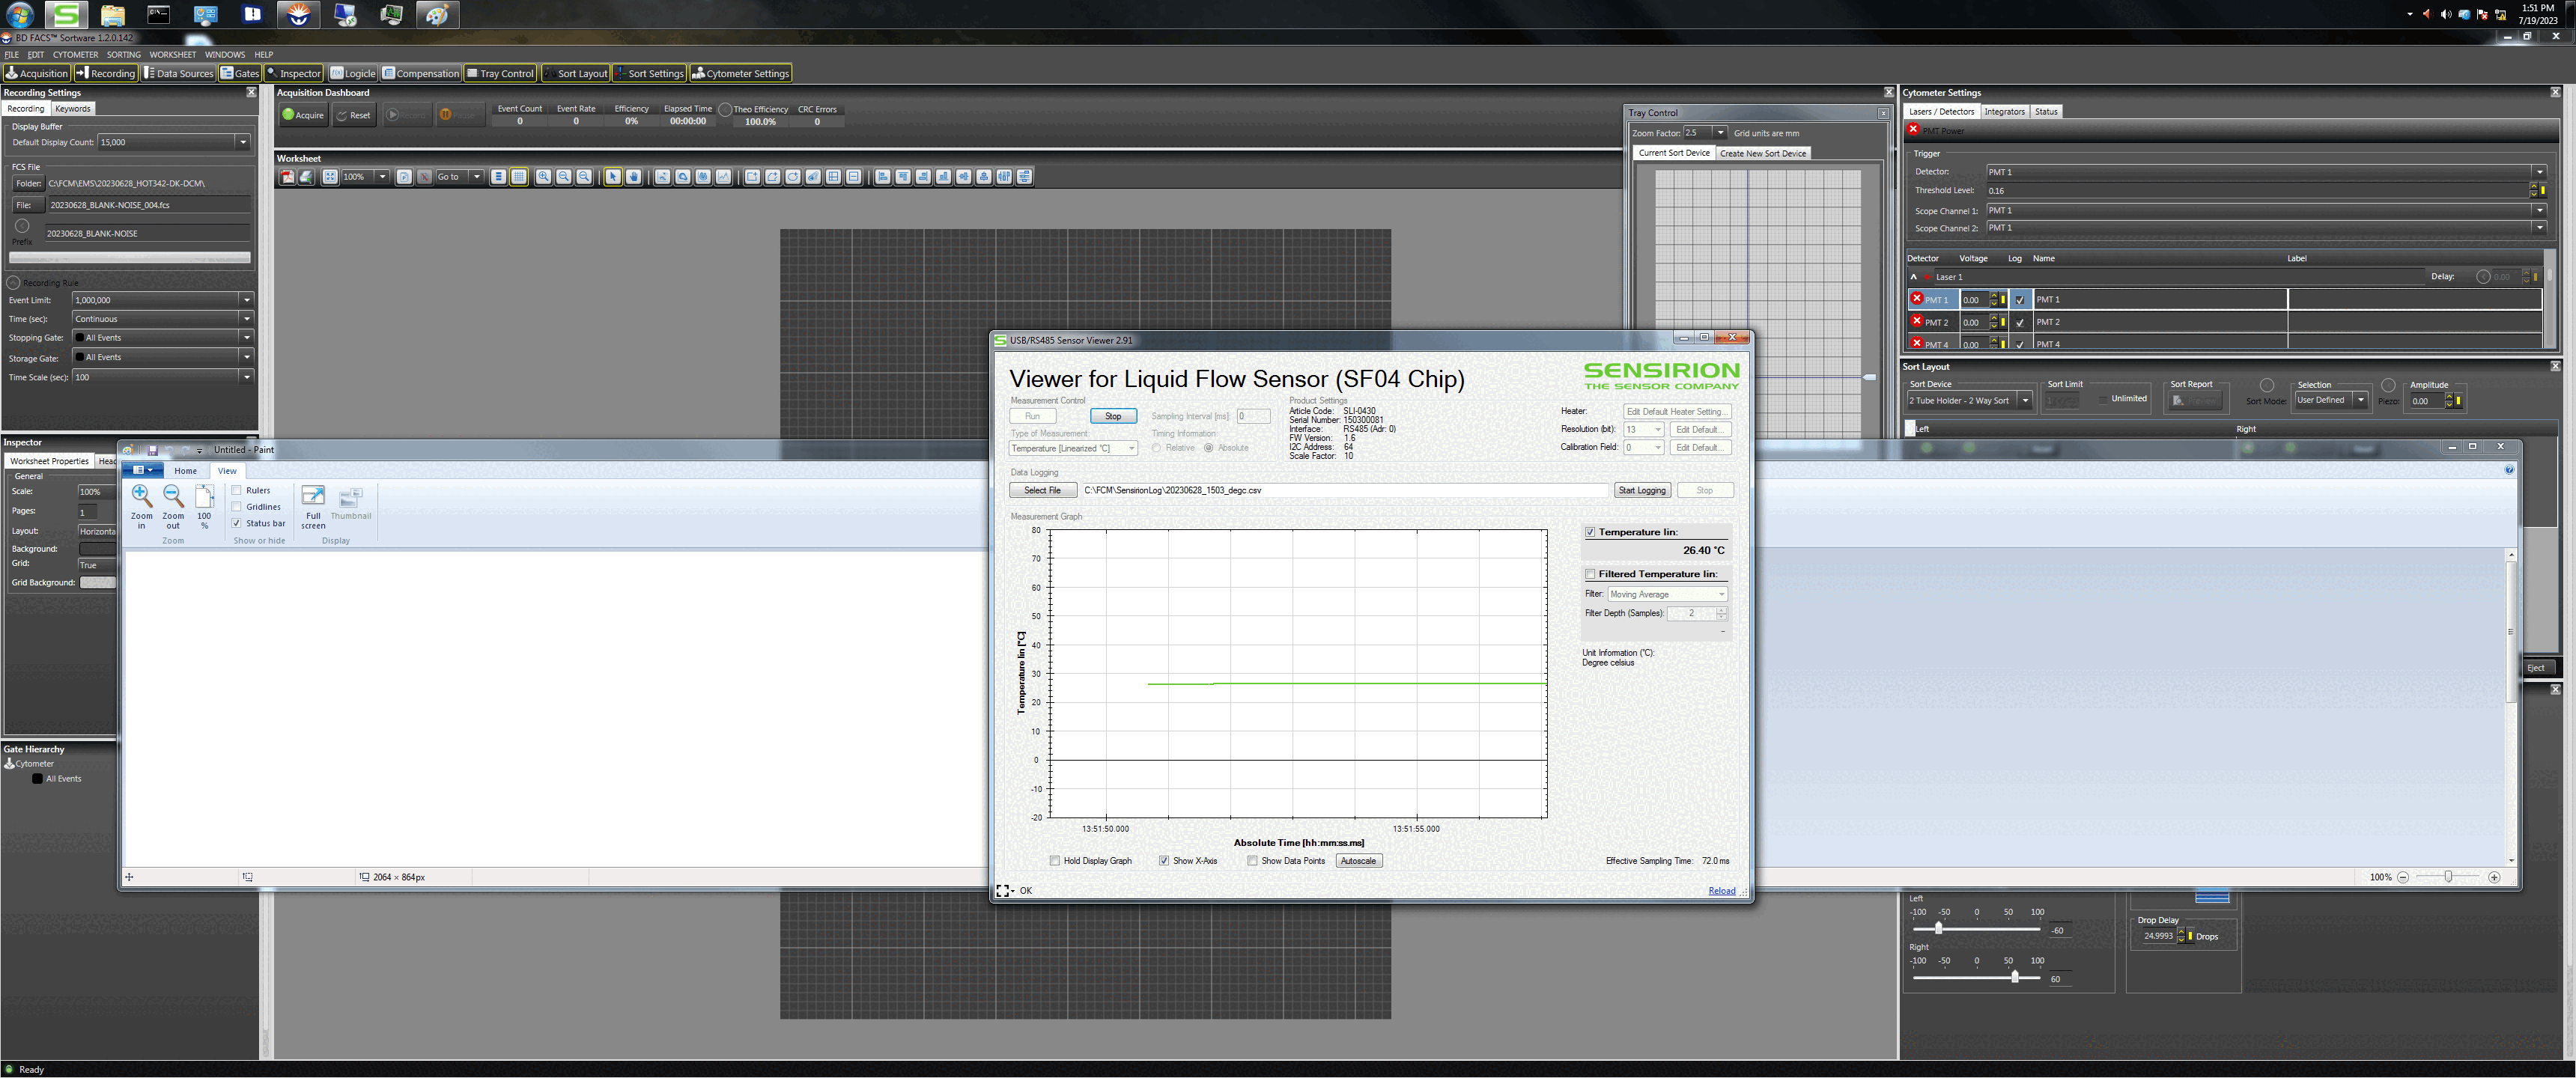 1:51 PM
7/19/2023
BD FACS™ Sortware 1.2.0.142
FILE EDIT CYTOMETER SORTING WORKSHEET WINDOWS HELP
Acquisition Recording Data Sources Gates Inspector Logicle Compensation Tray Control Sort Layout Sort Settings Cytometer Settings
Recording Settings
Recording Keywords
Display Buffer
Default Display Count: 15,000
FCS File
Folder: C:\FCM\EMS\20230628_HOT342-DK-DCM\
File: 20230628_BLANK-NOISE_004.fcs
Prefix 20230628_BLANK-NOISE
Recording Rule
Event Limit: 1,000,000
Time (sec): Continuous
Stopping Gate: All Events
Storage Gate: All Events
Time Scale (sec): 100
Acquisition Dashboard
Acquire Reset
Event Count Event Rate Efficiency Elapsed Time Theo Efficiency CRC Errors
0 0 0% 00:00:00 100.0% 0
Worksheet
100% Go to
Tray Control
Zoom Factor: 2.5 Grid units are mm
Current Sort Device Create New Sort Device
Cytometer Settings
Lasers / Detectors Integrators Status
PMT Power
Trigger
Detector: PMT 1
Threshold Level: 0.16
Scope Channel 1: PMT 1
Scope Channel 2: PMT 1
Detector Voltage Log Name Label
Laser 1 Delay: 0.00
PMT 1 0.00 PMT 1
PMT 2 0.00 PMT 2
PMT 4 0.00 PMT 4
Sort Layout
Sort Device Sort Limit Sort Report Selection Amplitude
2 Tube Holder - 2 Way Sort Unlimited Sort Mode: User Defined Piezo: 0.00
Left Right
Eject
Inspector
Worksheet Properties Head
General
Scale: 100%
Pages: 1
Layout: Horizonta
Background:
Grid: True
Grid Background:
Gate Hierarchy
Cytometer
All Events
Untitled - Paint
Home View
Zoom in Zoom out 100 %
Rulers
Gridlines
Status bar
Full screen Thumbnail
Zoom Show or hide Display
2064 × 864px
100%
USB/RS485 Sensor Viewer 2.91
Viewer for Liquid Flow Sensor (SF04 Chip)
SENSIRION
THE SENSOR COMPANY
Measurement Control
Run Stop Sampling Interval [ms]: 0
Type of Measurement: Timing Information:
Temperature [Linearized °C] Relative Absolute
Product Settings
Article Code: SLI-0430
Serial Number: 150300081
Interface: RS485 (Adr: 0)
FW Version: 1.6
I2C Address: 64
Scale Factor: 10
Heater: Edit Default Heater Setting...
Resolution (bit): 13 Edit Default...
Calibration Field: 0 Edit Default...
Data Logging
Select File C:\FCM\SensirionLog\20230628_1503_degc.csv Start Logging Stop
Measurement Graph
80
70
60
50
40
30
20
10
0
-10
-20
Temperature lin [°C]
13:51:50.000 13:51:55.000
Absolute Time [hh:mm:ss.ms]
Temperature lin:
26.40 °C
Filtered Temperature lin:
Filter: Moving Average
Filter Depth (Samples): 2
-
Unit Information (°C):
Degree celsius
Hold Display Graph Show X-Axis Show Data Points Autoscale
Effective Sampling Time: 72.0 ms
OK
Reload
Left
-100 -50 0 50 100
-60
Right
-100 -50 0 50 100
60
Drop Delay
24.9993 Drops
Ready